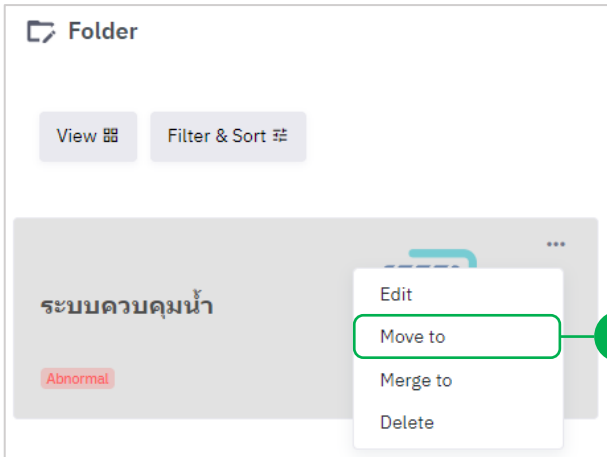 Folder
View
Filter & Sort
ระบบควบคุมน้ำ
Abnormal
Edit
Move to
Merge to
Delete